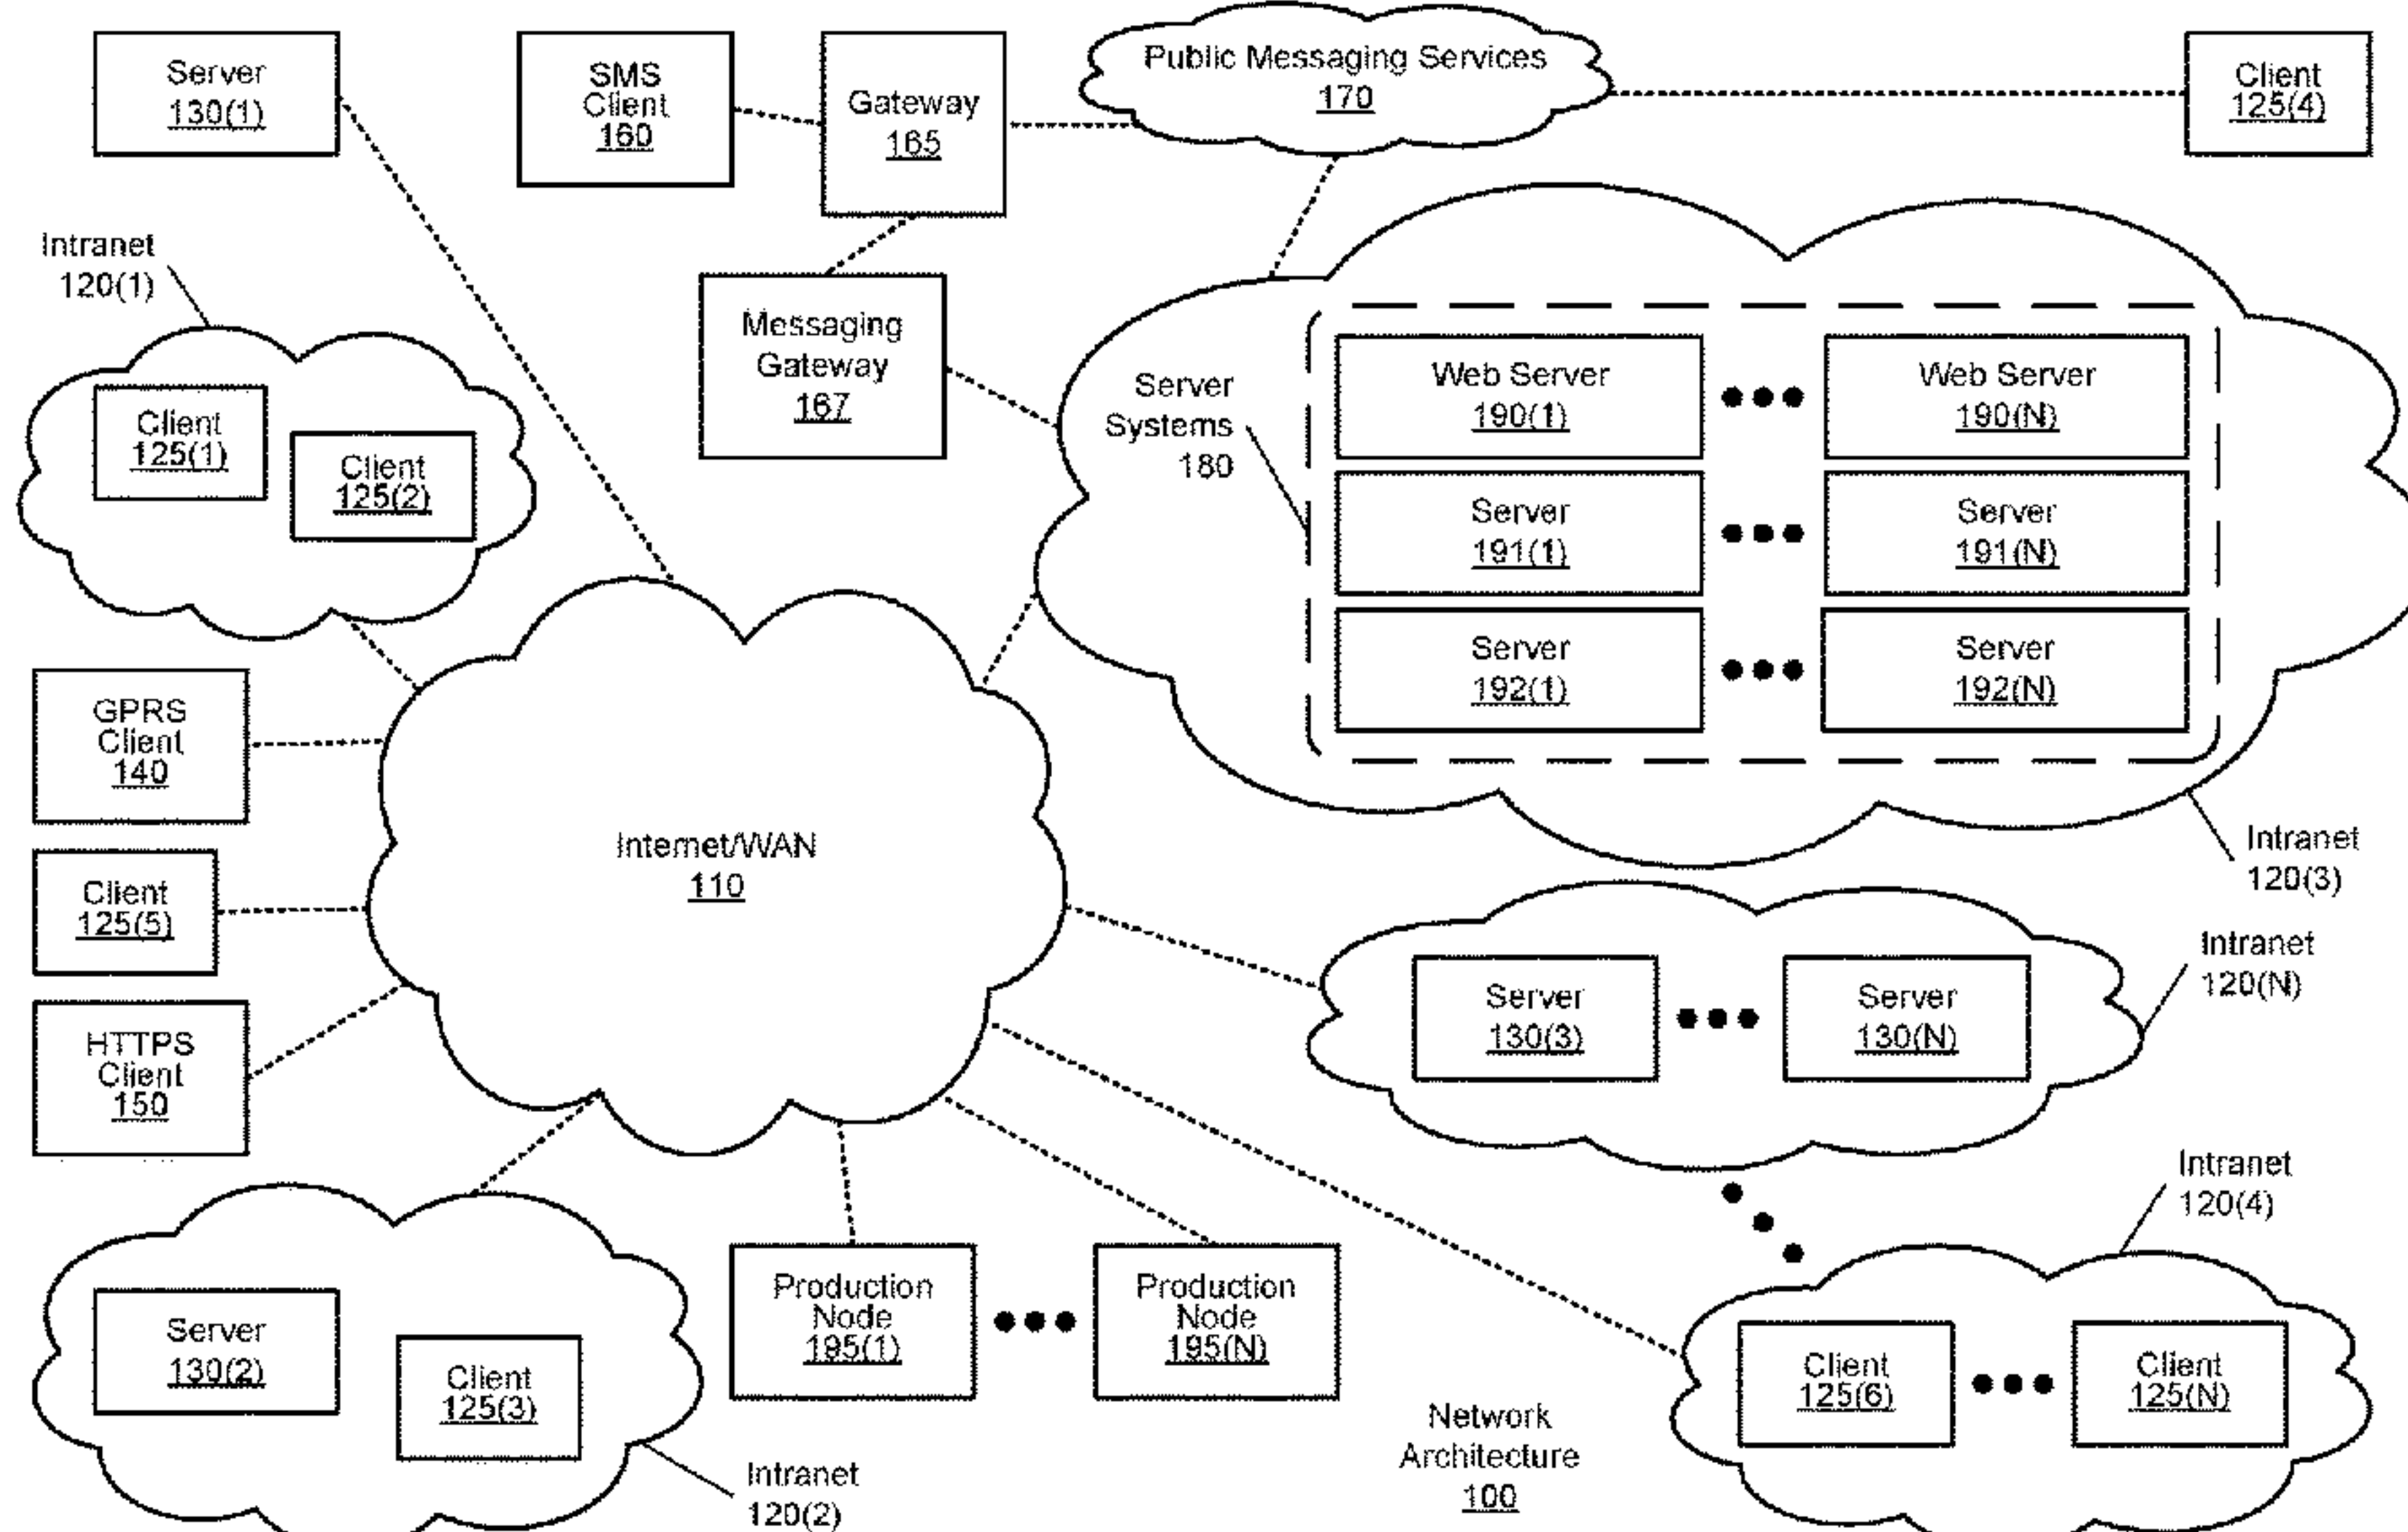 Server
130(1)
SMS
Client
160
Gateway
165
Public Messaging Services
170
Client
125(4)
Intranet
120(1)
Client
125(1)
Client
125(2)
Messaging
Gateway
167
Server
Systems
180
Web Server
190(1)
Web Server
190(N)
Server
191(1)
Server
191(N)
Server
192(1)
Server
192(N)
Intranet
120(3)
GPRS
Client
140
Client
125(5)
HTTPS
Client
150
Internet/WAN
110
Server
130(3)
Server
130(N)
Intranet
120(N)
Server
130(2)
Client
125(3)
Intranet
120(2)
Production
Node
195(1)
Production
Node
195(N)
Intranet
120(4)
Client
125(6)
Client
125(N)
Network
Architecture
100